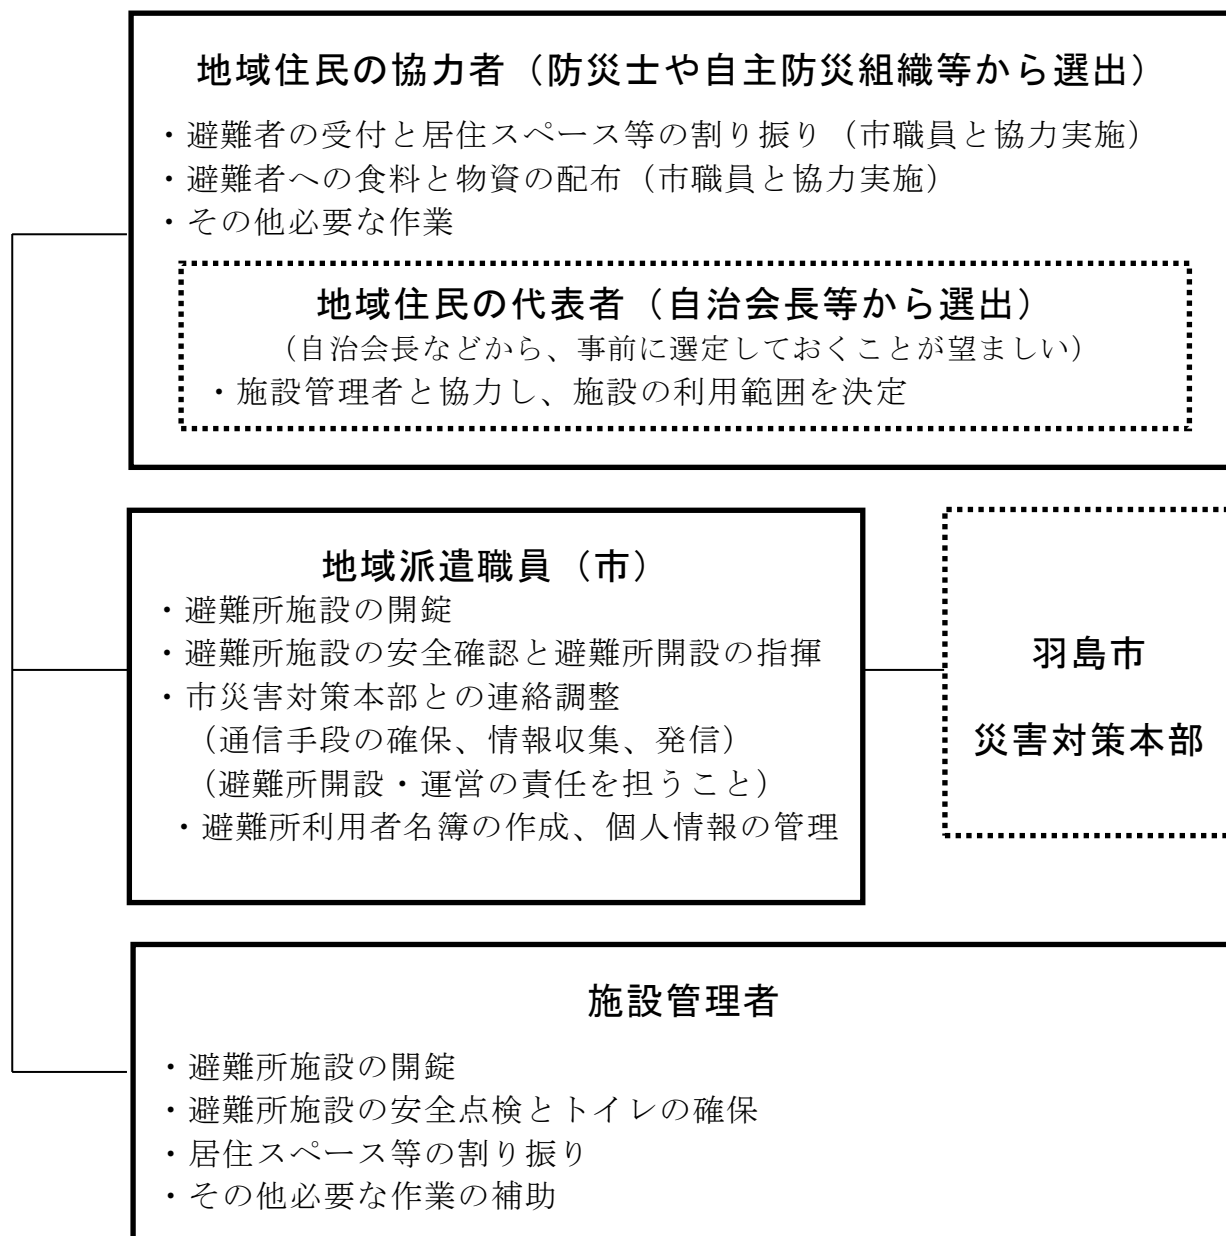 地域住民の協力者（防災士や自主防災組織等から選出）
・避難者の受付と居住スペース等の割り振り（市職員と協力実施）
・避難者への食料と物資の配布（市職員と協力実施）
・その他必要な作業
地域住民の代表者（自治会長等から選出）
（自治会長などから、事前に選定しておくことが望ましい）
・施設管理者と協力し、施設の利用範囲を決定
地域派遣職員（市）
・避難所施設の開錠
・避難所施設の安全確認と避難所開設の指揮
・市災害対策本部との連絡調整
（通信手段の確保、情報収集、発信）
（避難所開設・運営の責任を担うこと）
・避難所利用者名簿の作成、個人情報の管理
羽島市
災害対策本部
施設管理者
・避難所施設の開錠
・避難所施設の安全点検とトイレの確保
・居住スペース等の割り振り
・その他必要な作業の補助